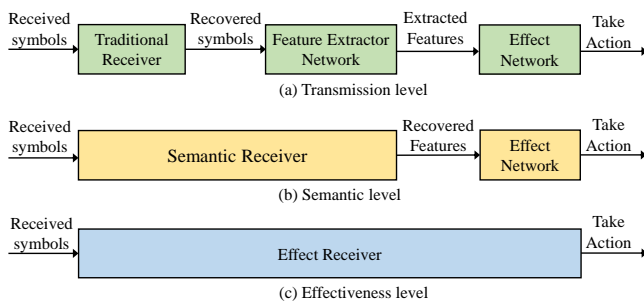 Received
symbols
Traditional
Receiver
Recovered
symbols
Feature Extractor
Network
Extracted
Features
Effect
Network
Take
Action
(a) Transmission level
Received
symbols
Semantic Receiver
Recovered
Features
Effect
Network
Take
Action
(b) Semantic level
Received
symbols
Effect Receiver
Take
Action
(c) Effectiveness level